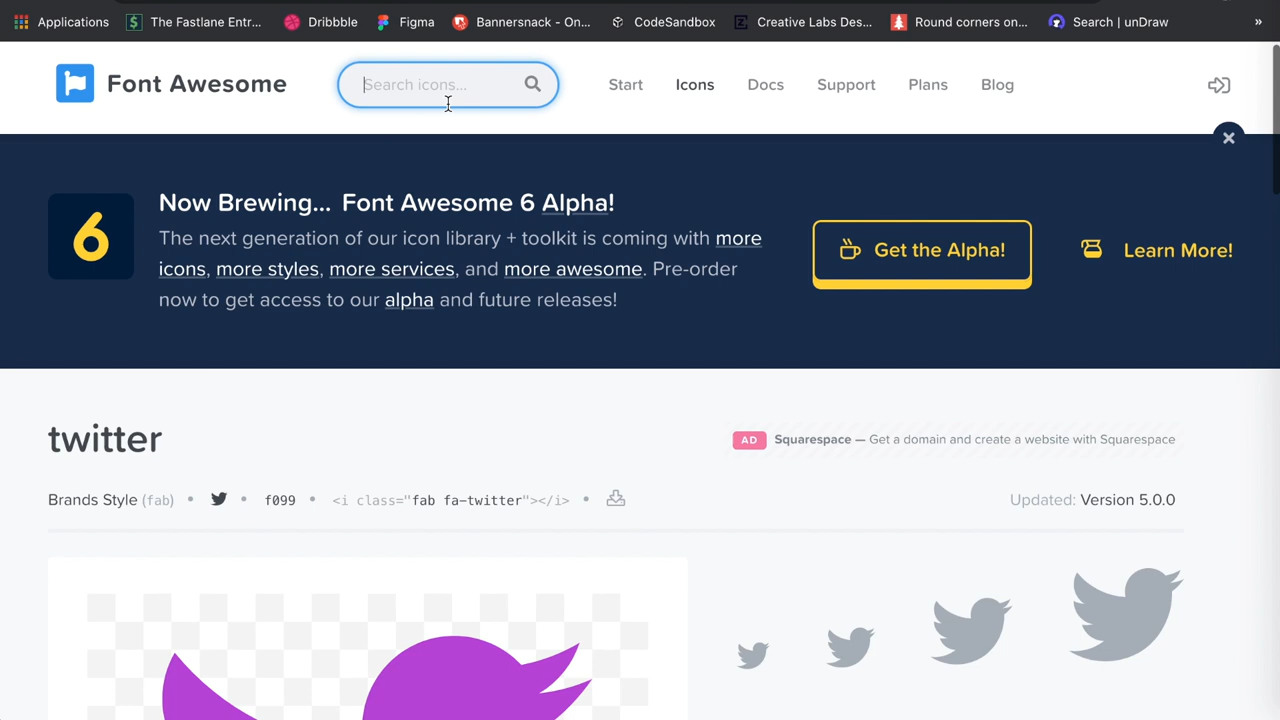 Applications $ The Fastlane Entr... Dribbble Figma Bannersnack - On... CodeSandbox Creative Labs Des... Round corners on... Search | unDraw »
Font Awesome Search icons... Start Icons Docs Support Plans Blog
6
Now Brewing... Font Awesome 6 Alpha!
The next generation of our icon library + toolkit is coming with more
icons, more styles, more services, and more awesome. Pre-order
now to get access to our alpha and future releases!
Get the Alpha!
Learn More!
twitter
AD Squarespace — Get a domain and create a website with Squarespace
Brands Style (fab) • • f099 • <i class="fab fa-twitter"></i> •
Updated: Version 5.0.0